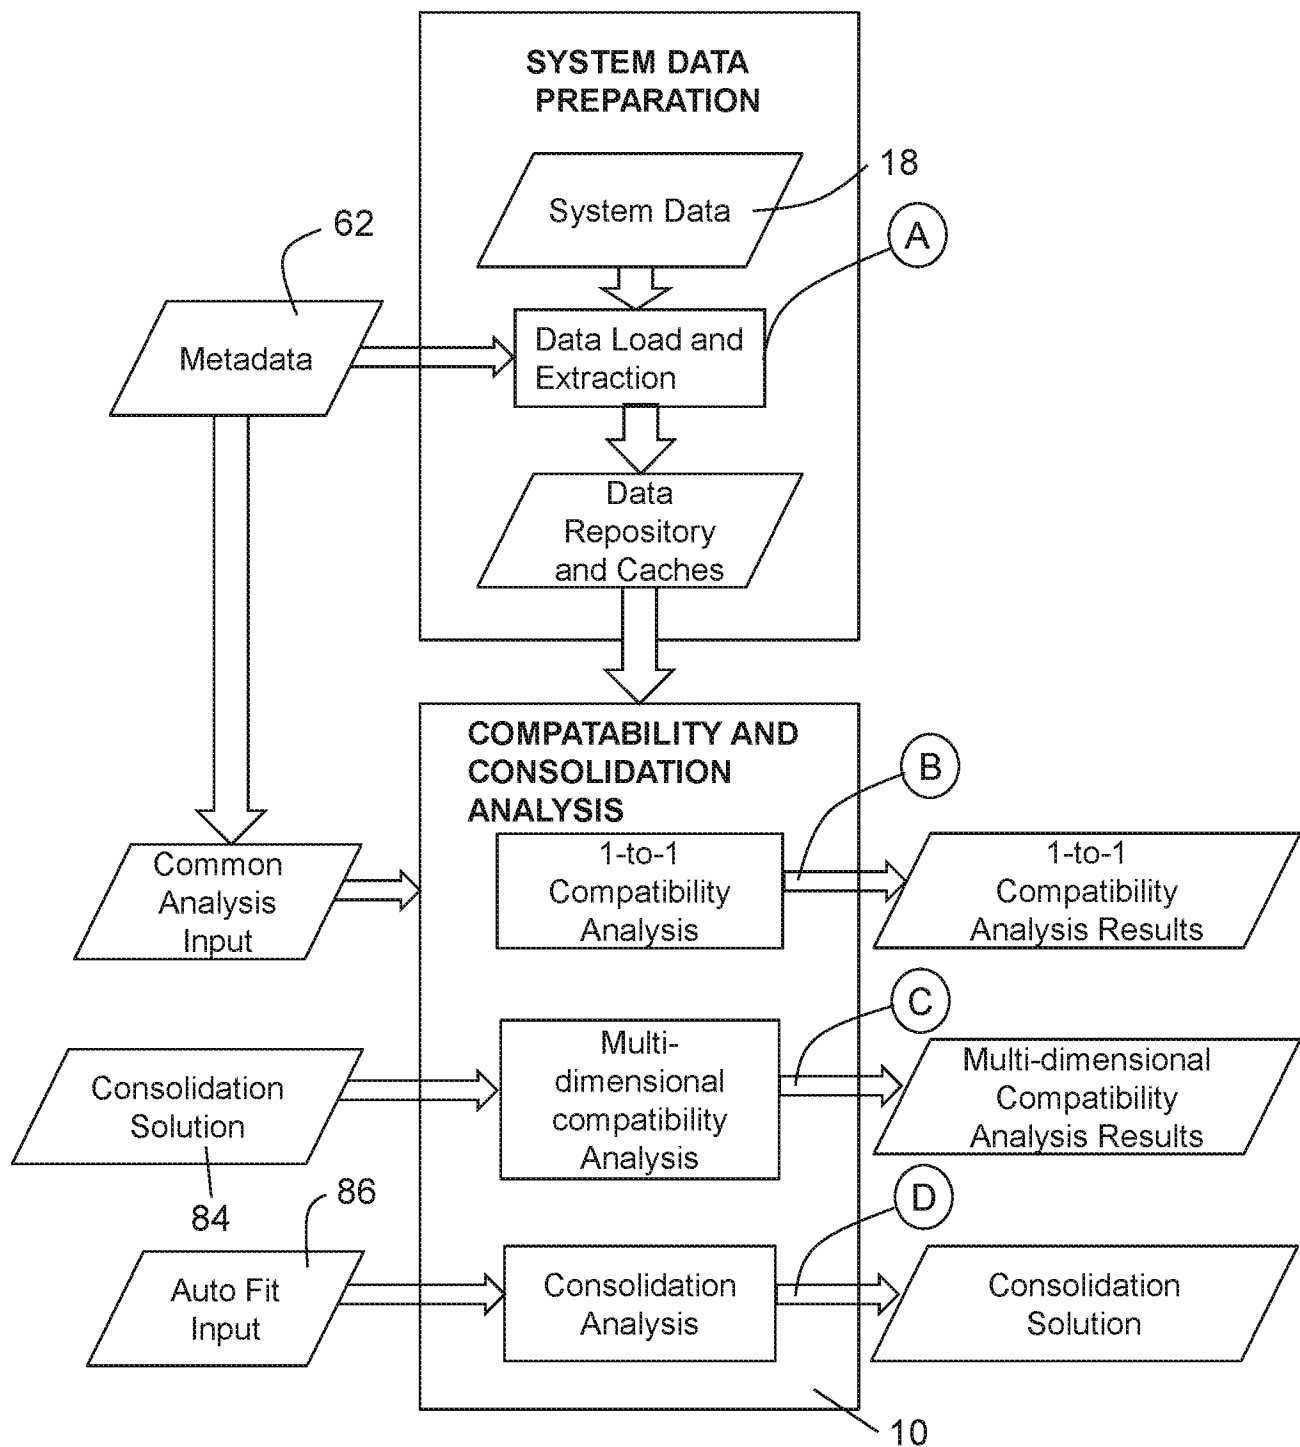 SYSTEM DATA
PREPARATION
18
System Data
A
62
Metadata
Data Load and
Extraction
Data
Repository
and Caches
COMPATABILITY AND
CONSOLIDATION
ANALYSIS
B
Common
Analysis
Input
1-to-1
Compatibility
Analysis
1-to-1
Compatibility
Analysis Results
C
Consolidation
Solution
84
Multi-
dimensional
compatibility
Analysis
Multi-dimensional
Compatibility
Analysis Results
86
D
Auto Fit
Input
Consolidation
Analysis
Consolidation
Solution
10